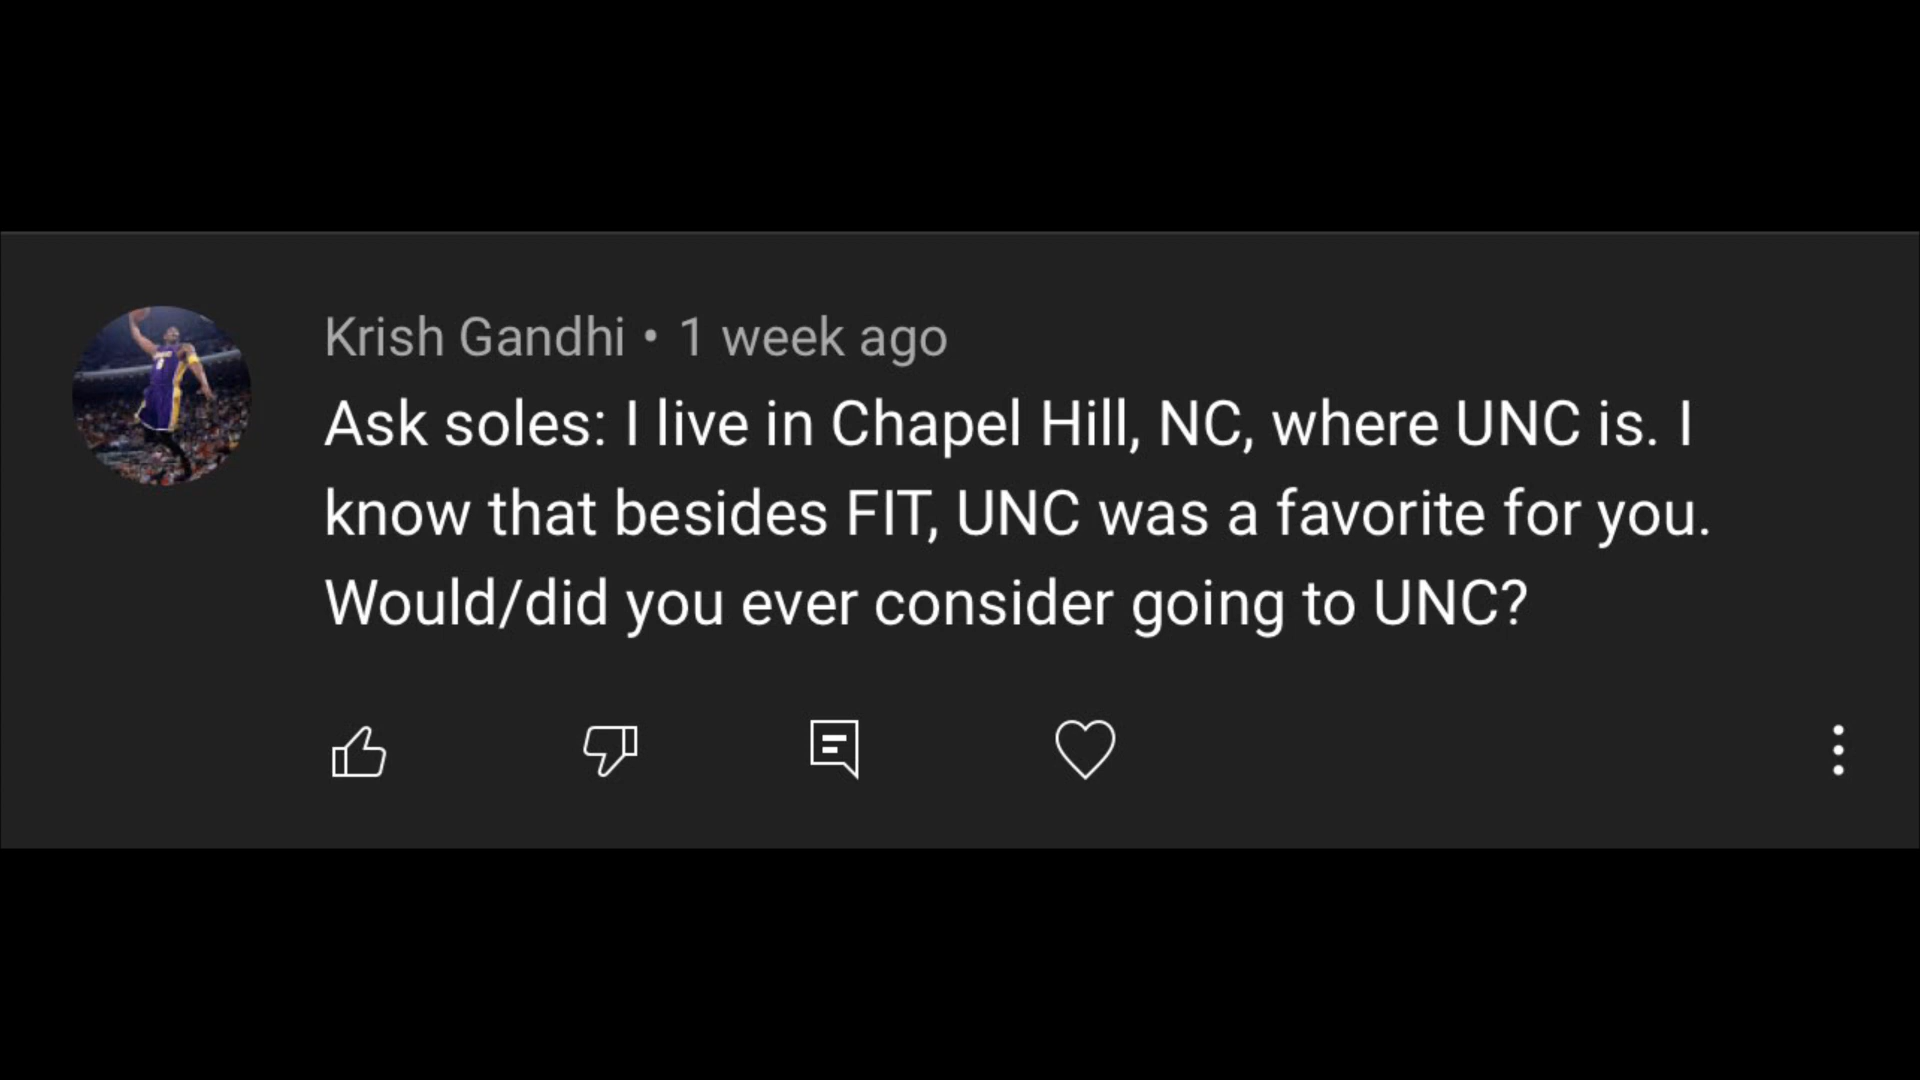 Krish Gandhi • 1 week ago
Ask soles: I live in Chapel Hill, NC, where UNC is. I
know that besides FIT, UNC was a favorite for you.
Would/did you ever consider going to UNC?